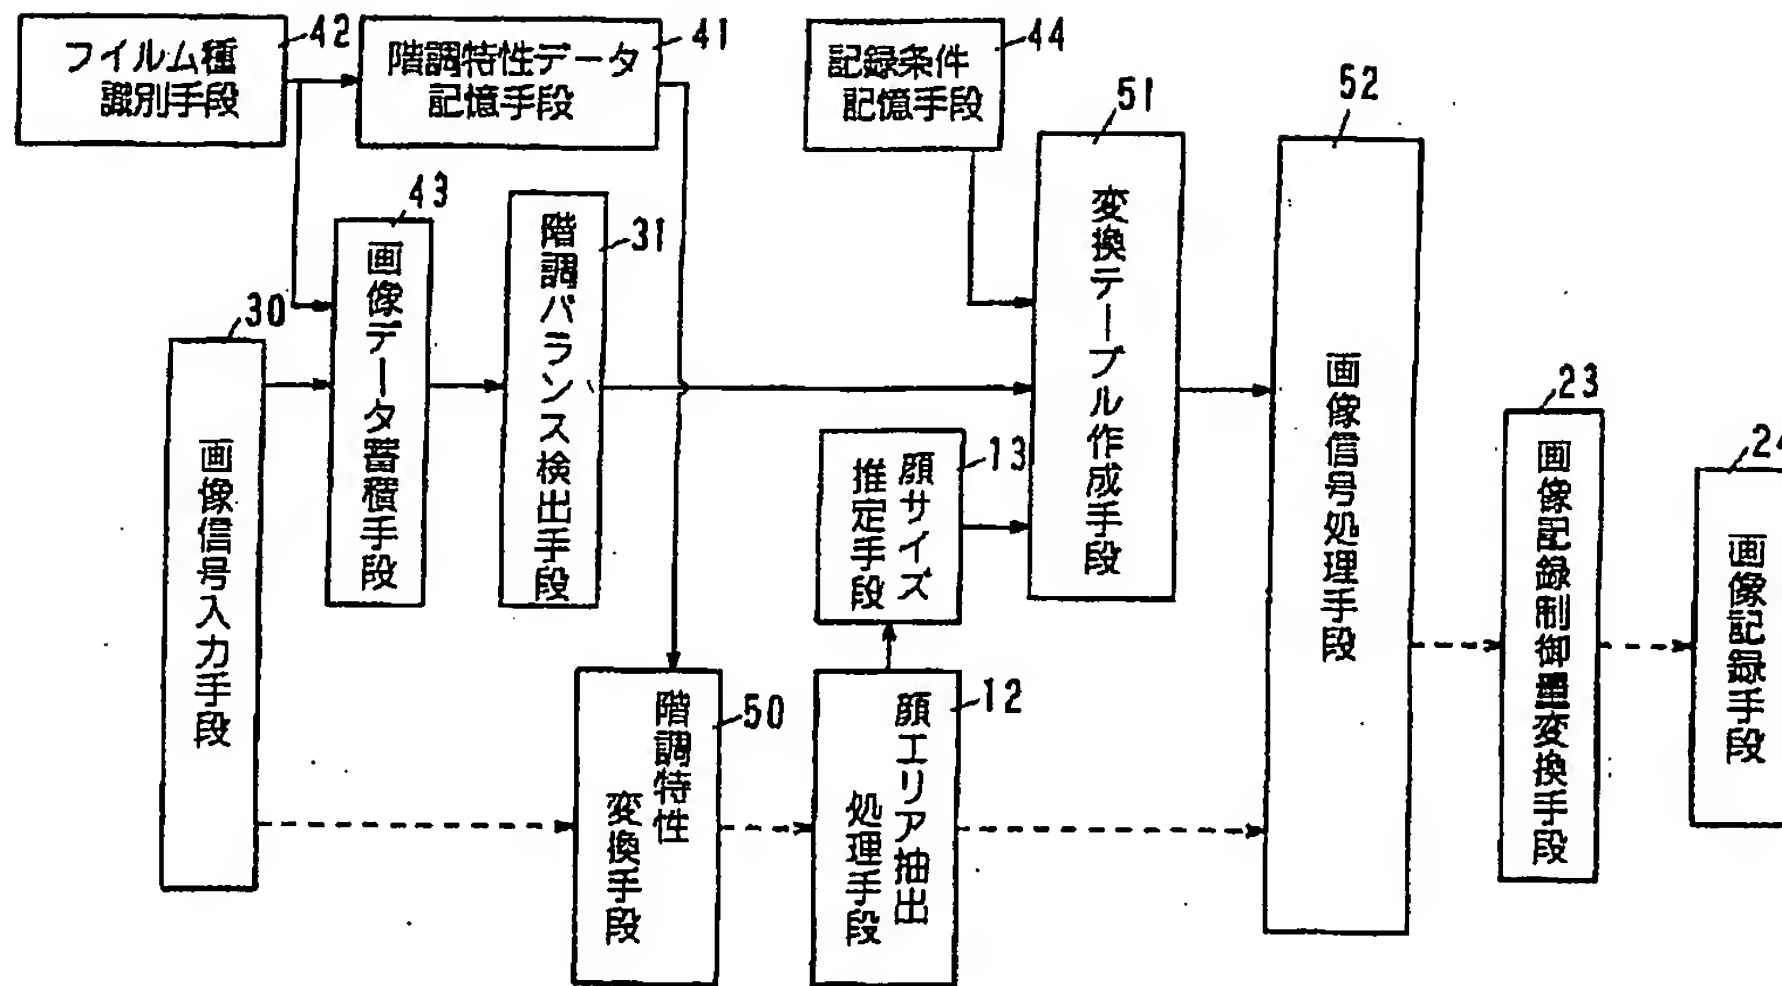 フイルム種
識別手段
42
階調特性データ
記憶手段
41
記録条件
記憶手段
44
画像信号入力手段
30
画像データ蓄積手段
43
階調バランス検出手段
31
変換テーブル作成手段
51
画像信号処理手段
52
顔サイズ
推定手段
13
階調特性
変換手段
50
顔エリア抽出
処理手段
12
画像記録制御量変換手段
23
画像記録手段
24